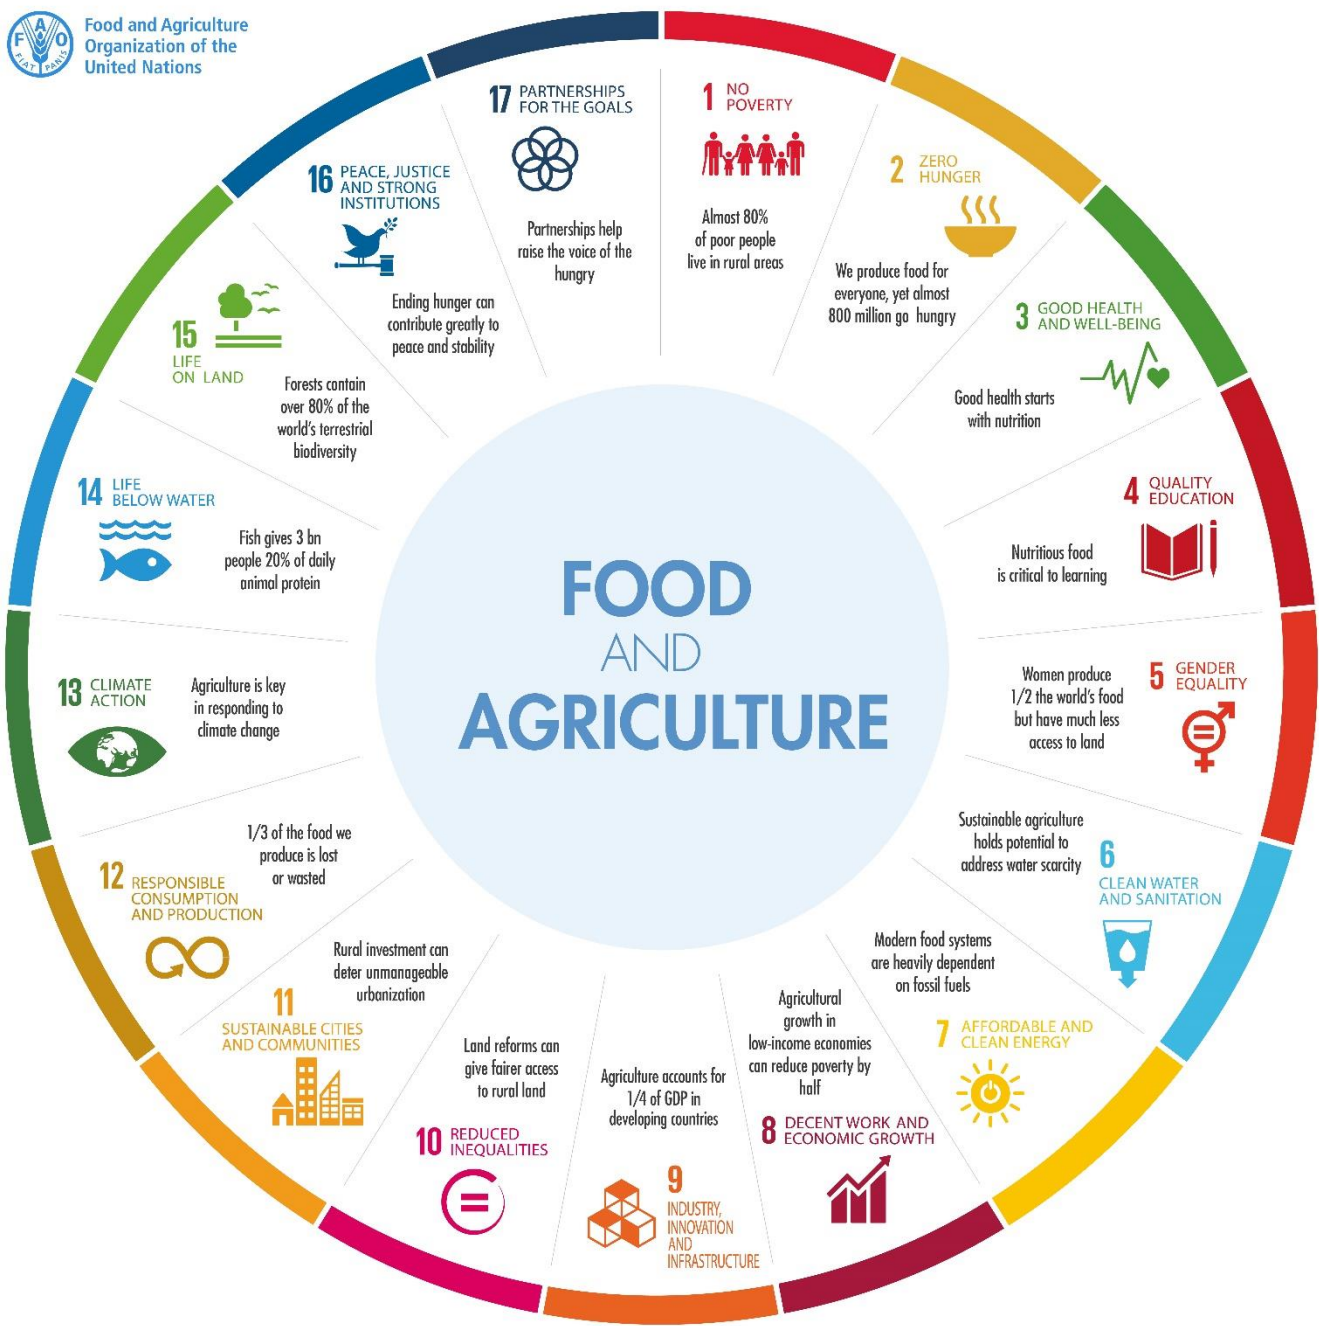 F A O
FIAT PANIS
Food and Agriculture
Organization of the
United Nations
1 NO
POVERTY
Almost 80%
of poor people
live in rural areas
2 ZERO
HUNGER
We produce food for
everyone, yet almost
800 million go hungry
3 GOOD HEALTH
AND WELL-BEING
Good health starts
with nutrition
4 QUALITY
EDUCATION
Nutritious food
is critical to learning
5 GENDER
EQUALITY
Women produce
1/2 the world's food
but have much less
access to land
6
CLEAN WATER
AND SANITATION
Sustainable agriculture
holds potential to
address water scarcity
7 AFFORDABLE AND
CLEAN ENERGY
Modern food systems
are heavily dependent
on fossil fuels
Agricultural
growth in
low-income economies
can reduce poverty by
half
8 DECENT WORK AND
ECONOMIC GROWTH
Agriculture accounts for
1/4 of GDP in
developing countries
9
INDUSTRY,
INNOVATION
AND
INFRASTRUCTURE
Land reforms can
give fairer access
to rural land
10 REDUCED
INEQUALITIES
Rural investment can
deter unmanageable
urbanization
11
SUSTAINABLE CITIES
AND COMMUNITIES
1/3 of the food we
produce is lost
or wasted
12 RESPONSIBLE
CONSUMPTION
AND PRODUCTION
13 CLIMATE
ACTION
Agriculture is key
in responding to
climate change
14 LIFE
BELOW WATER
Fish gives 3 bn
people 20% of daily
animal protein
15
LIFE
ON LAND
Forests contain
over 80% of the
world's terrestrial
biodiversity
16 PEACE, JUSTICE
AND STRONG
INSTITUTIONS
Ending hunger can
contribute greatly to
peace and stability
17 PARTNERSHIPS
FOR THE GOALS
Partnerships help
raise the voice of the
hungry
FOOD
AND
AGRICULTURE